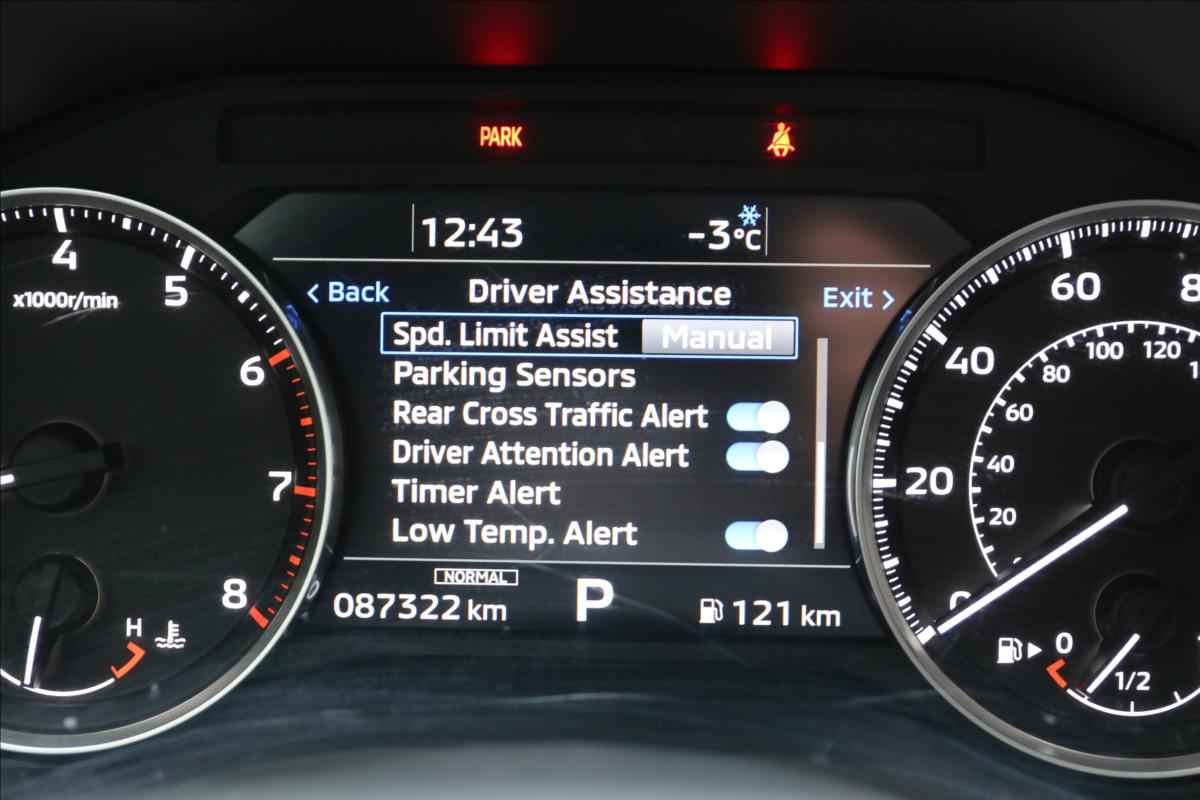 PARK
12:43
-3°C
< Back
Driver Assistance
Exit >
Spd. Limit Assist Manual
Parking Sensors
Rear Cross Traffic Alert
Driver Attention Alert
Timer Alert
Low Temp. Alert
NORMAL
087322 km
P
121 km
4
x1000r/min
5
6
7
8
H
60
40
20
100
120
80
60
40
20
0
1/2